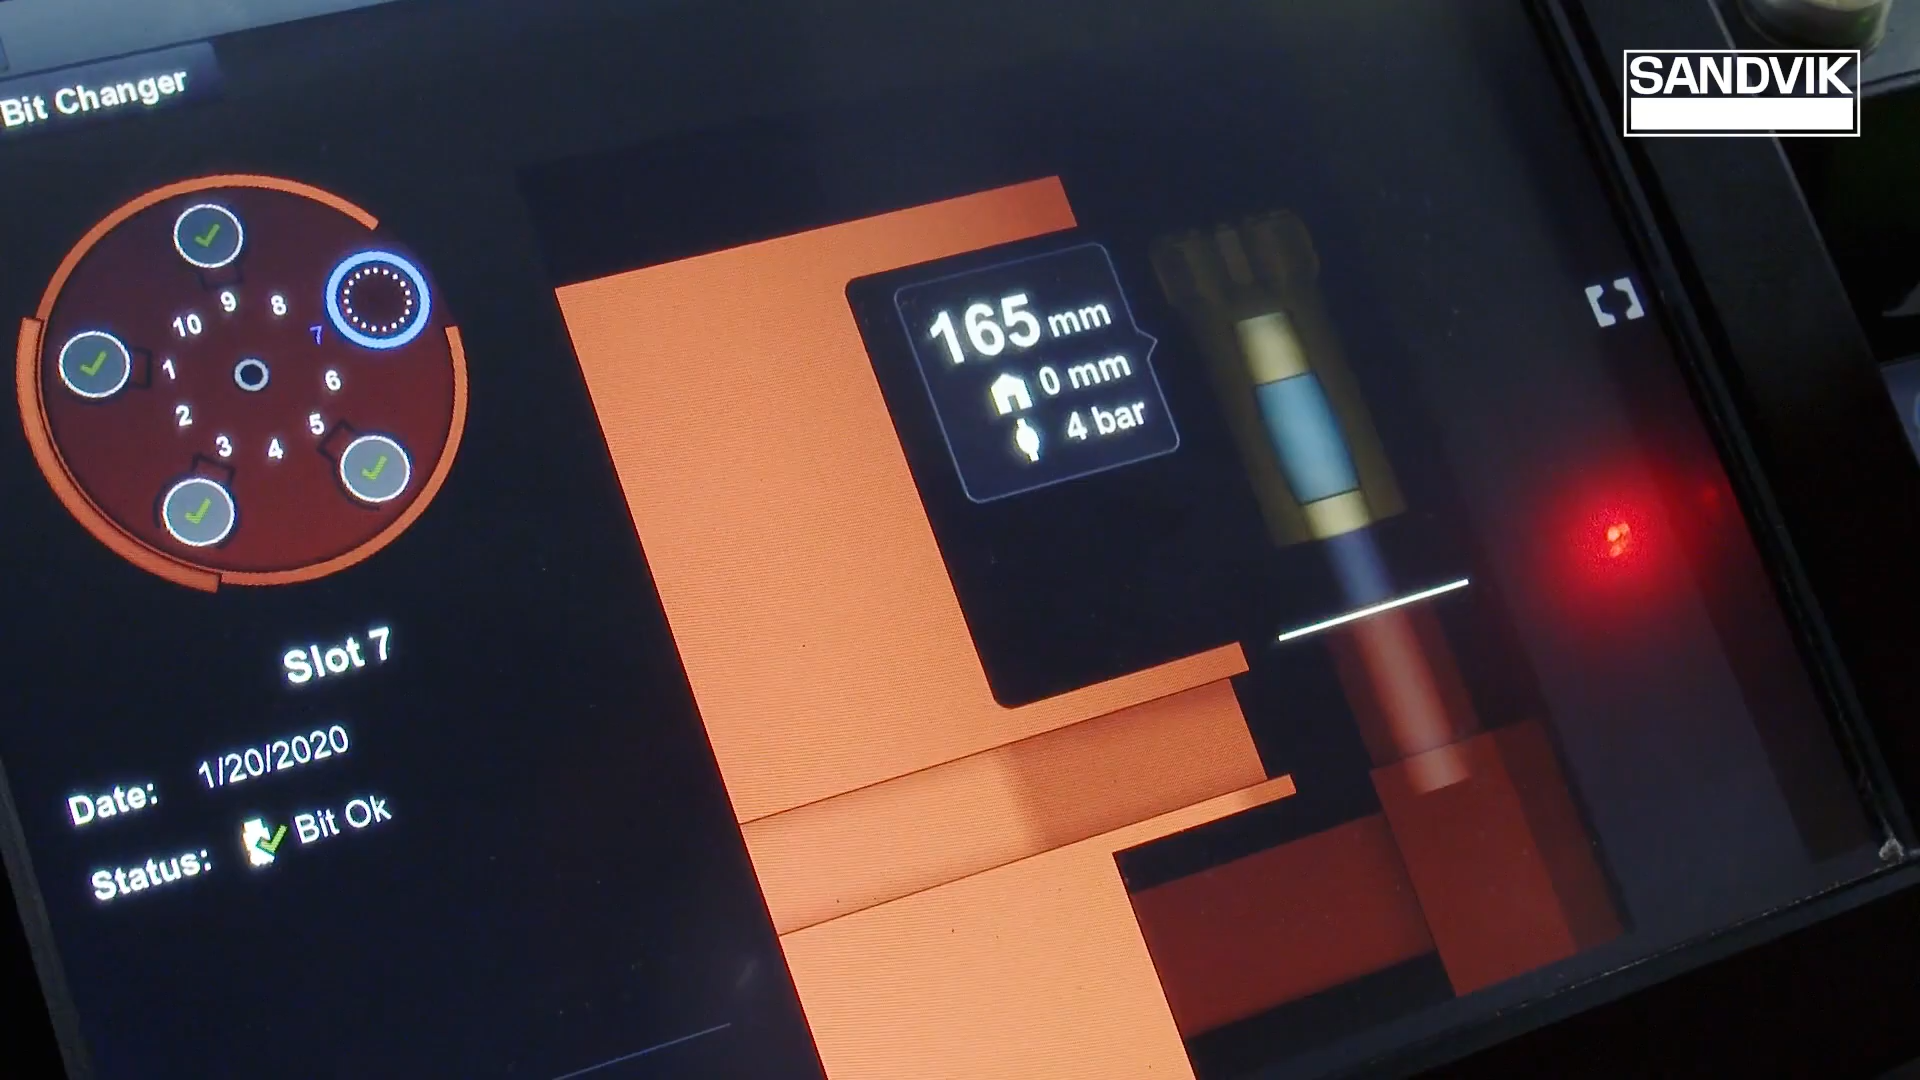 SANDVIK
Bit Changer
9
8
10
7
1
6
2
5
3
4
165 mm
0 mm
4 bar
Slot 7
Date: 1/20/2020
Status: Bit Ok